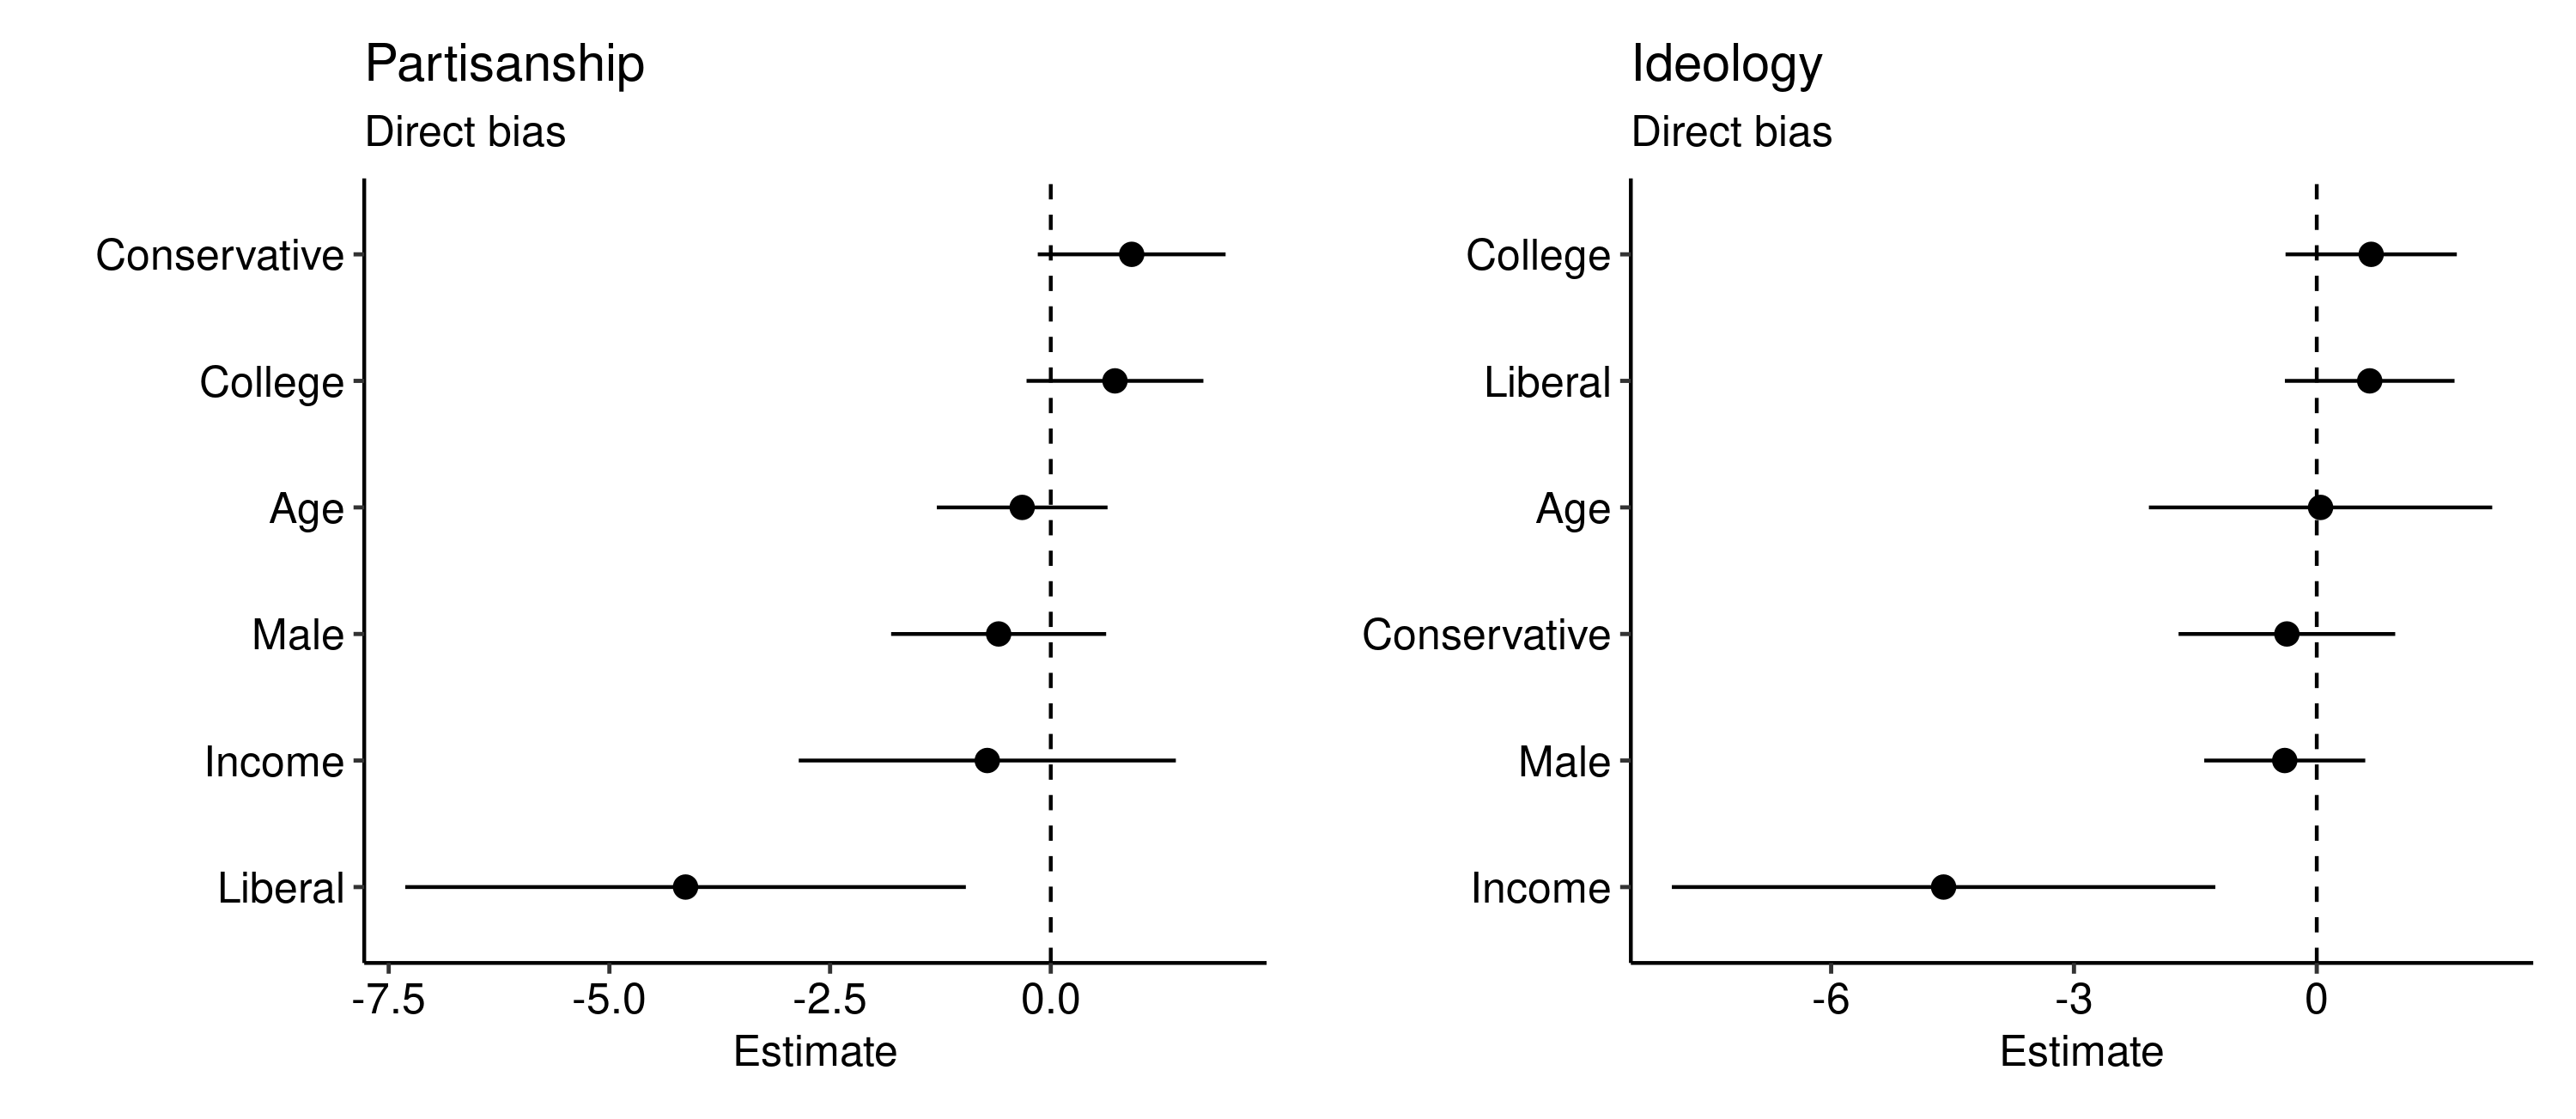 Partisanship
Direct bias
Conservative
College
Age
Male
Income
Liberal
-7.5 -5.0 -2.5 0.0
Estimate
Ideology
Direct bias
College
Liberal
Age
Conservative
Male
Income
-6 -3 0
Estimate